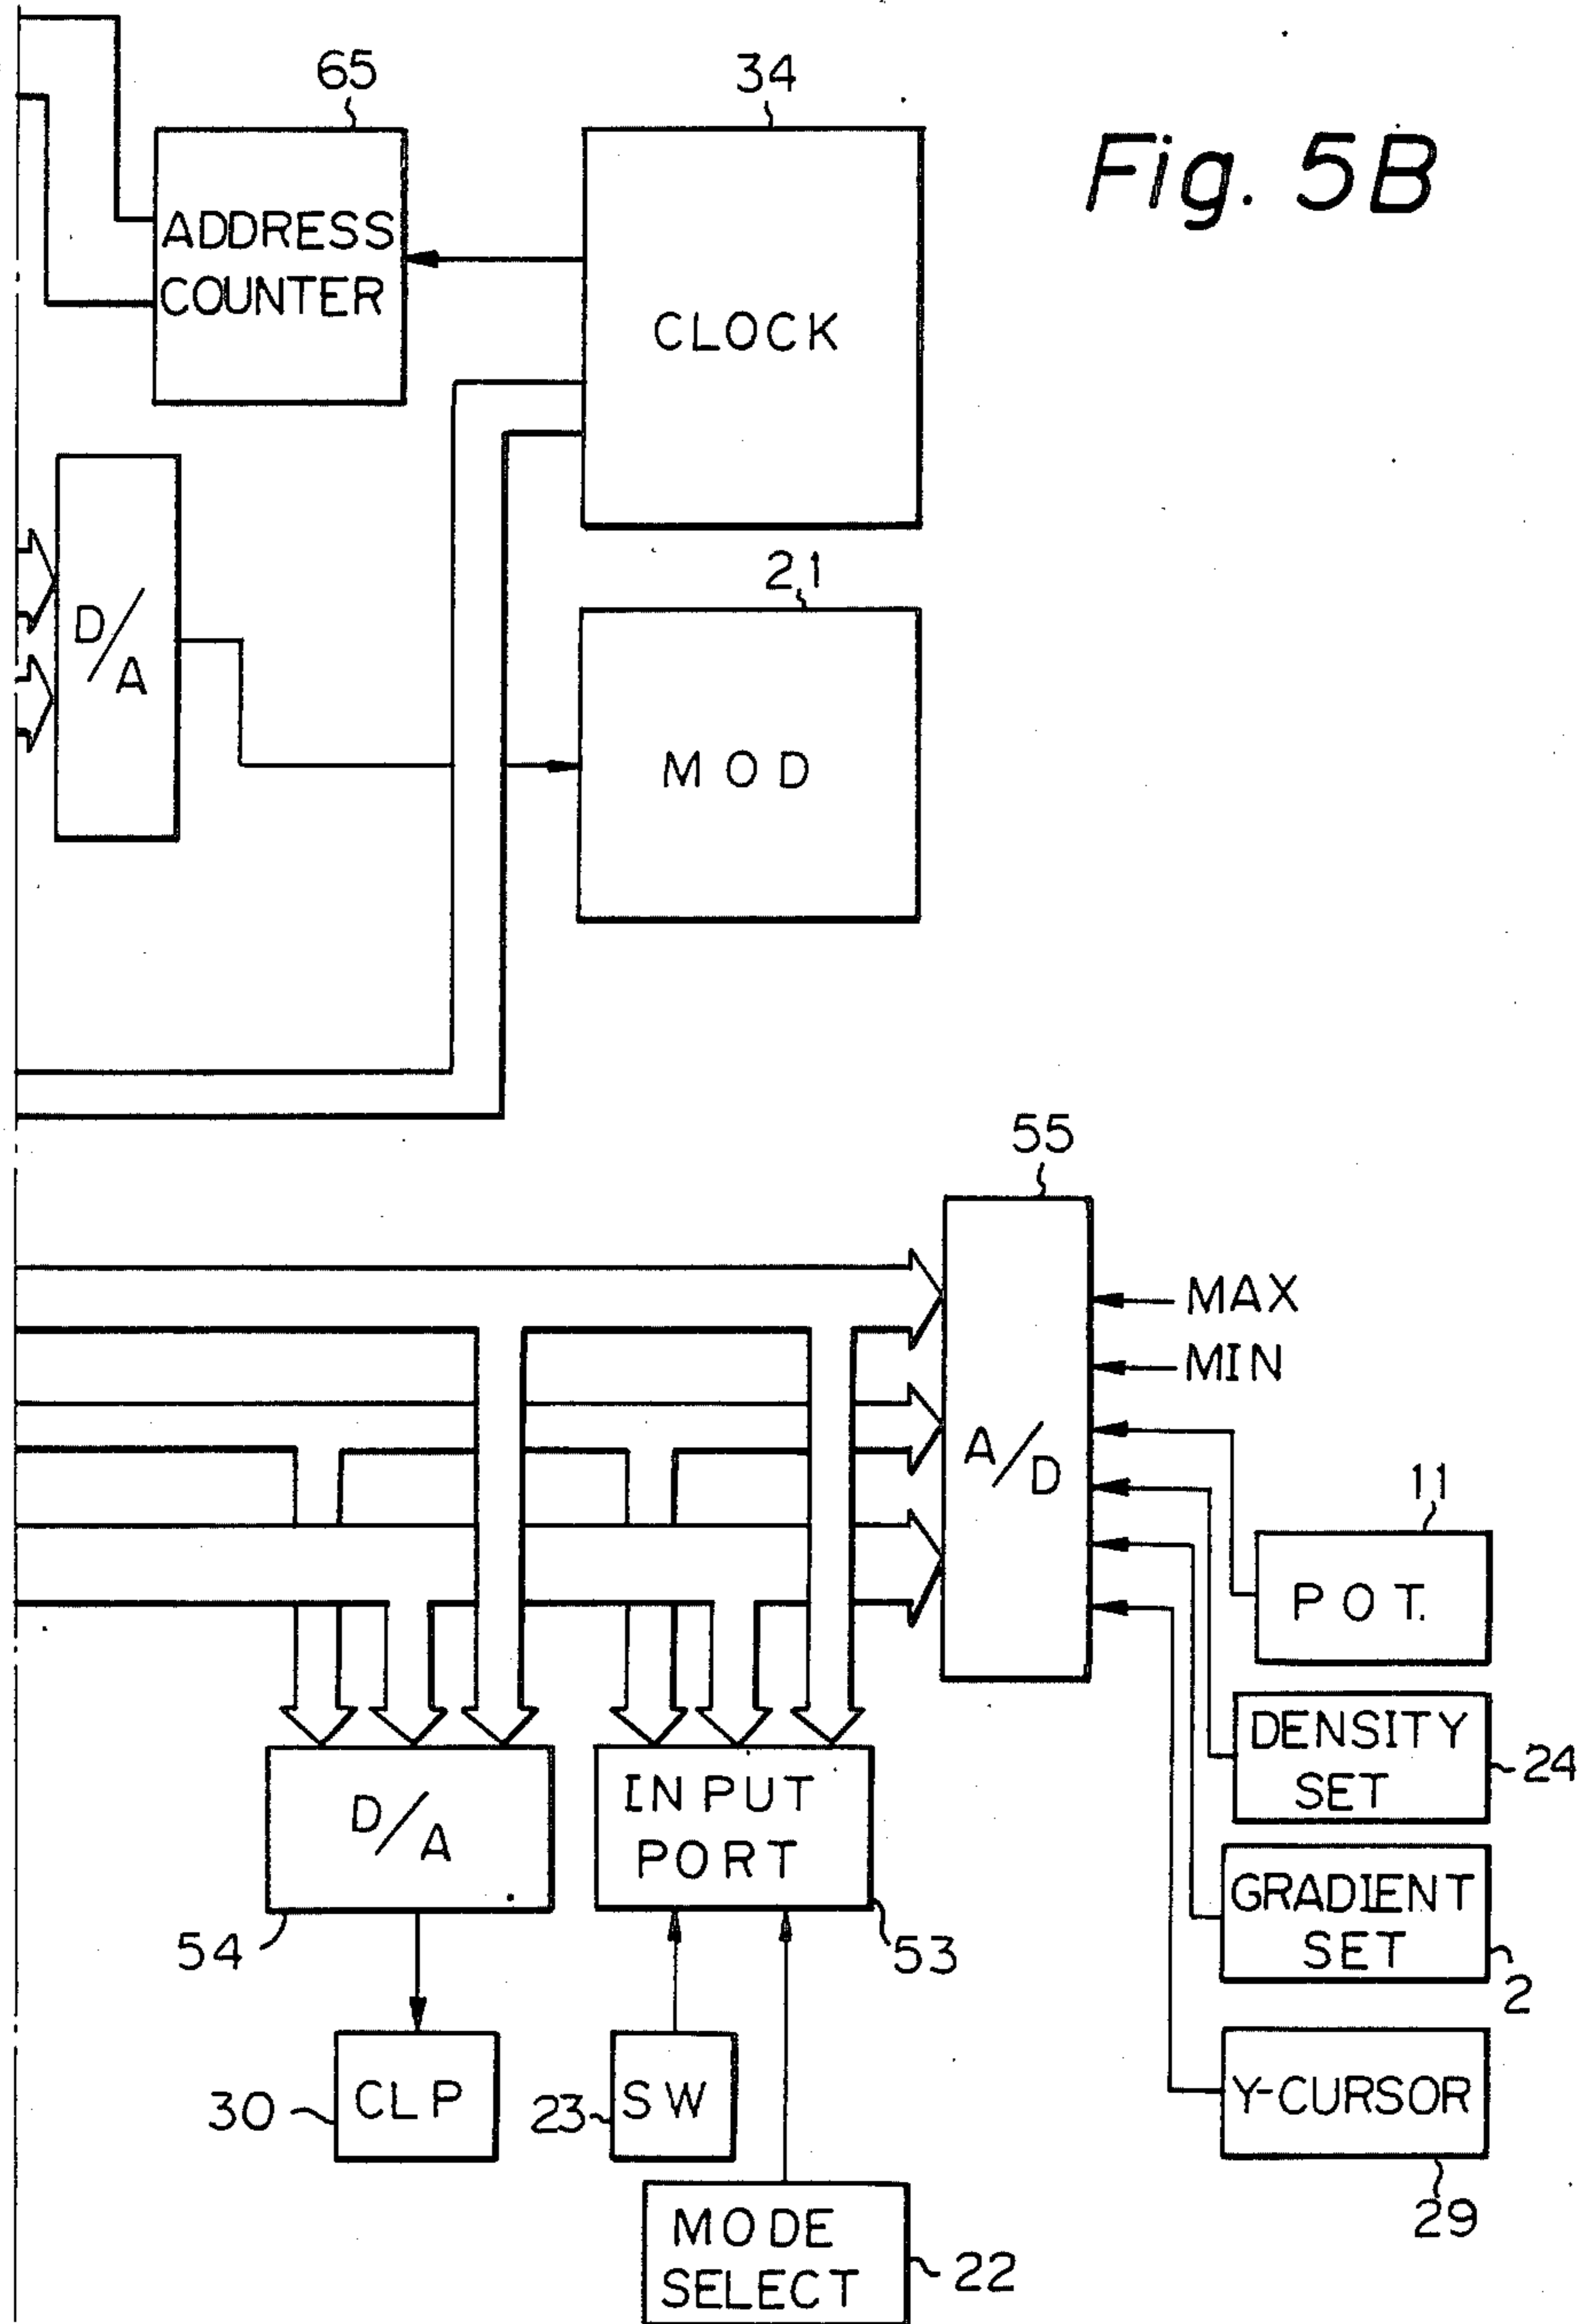 Fig. 5B
65
34
ADDRESS
COUNTER
CLOCK
21
D/A
MOD
55
MAX
MIN
A/D
11
POT.
DENSITY
SET
24
D/A
INPUT
PORT
GRADIENT
SET
54
53
2
CLP
30
SW
23
Y-CURSOR
29
MODE
SELECT
22